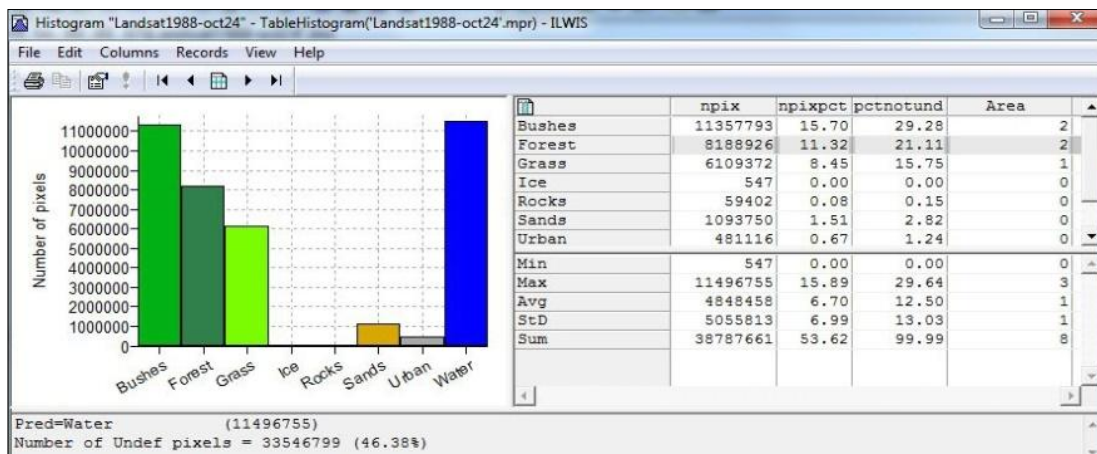 Histogram "Landsat1988-oct24" - TableHistogram('Landsat1988-oct24'.mpr) - ILWIS
File Edit Columns Records View Help
Number of pixels
11000000
10000000
9000000
8000000
7000000
6000000
5000000
4000000
3000000
2000000
1000000
0
Bushes Forest Grass Ice Rocks Sands Urban Water
npix npixpct pctnotund Area
Bushes 11357793 15.70 29.28 2
Forest 8188926 11.32 21.11 2
Grass 6109372 8.45 15.75 1
Ice 547 0.00 0.00 0
Rocks 59402 0.08 0.15 0
Sands 1093750 1.51 2.82 0
Urban 481116 0.67 1.24 0
Min 547 0.00 0.00 0
Max 11496755 15.89 29.64 3
Avg 4848458 6.70 12.50 1
StD 5055813 6.99 13.03 1
Sum 38787661 53.62 99.99 8
Pred=Water (11496755)
Number of Undef pixels = 33546799 (46.38%)